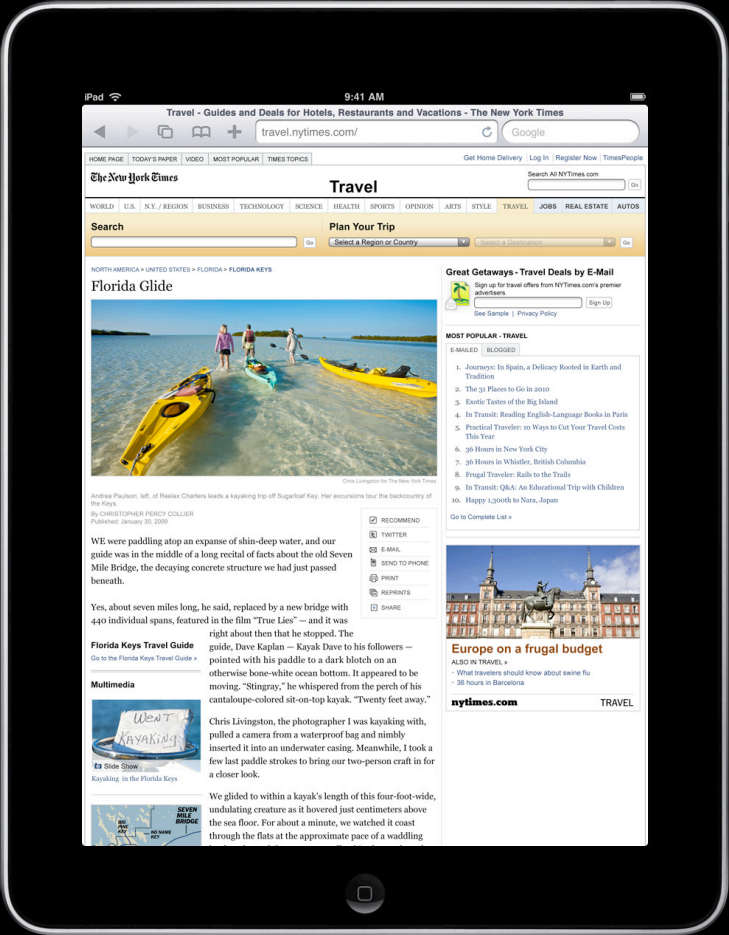 iPad
9:41 AM
Travel - Guides and Deals for Hotels, Restaurants and Vacations - The New York Times
travel.nytimes.com/
Google
HOME PAGE
TODAY'S PAPER
VIDEO
MOST POPULAR
TIMES TOPICS
Get Home Delivery
Log In
Register Now
TimesPeople
The New York Times
Travel
Search All NYTimes.com
Go
WORLD
U.S.
N.Y. / REGION
BUSINESS
TECHNOLOGY
SCIENCE
HEALTH
SPORTS
OPINION
ARTS
STYLE
TRAVEL
JOBS
REAL ESTATE
AUTOS
Search
Go
Plan Your Trip
Select a Region or Country
Select a Destination
Go
NORTH AMERICA > UNITED STATES > FLORIDA > FLORIDA KEYS
Florida Glide
Chris Livingston for The New York Times
Andrea Paulson, left, of Reelax Charters leads a kayaking trip off Sugarloaf Key. Her excursions tour the backcountry of
the Keys.
By CHRISTOPHER PERCY COLLIER
Published: January 30, 2009
WE were paddling atop an expanse of shin-deep water, and our
guide was in the middle of a long recital of facts about the old Seven
Mile Bridge, the decaying concrete structure we had just passed
beneath.
Yes, about seven miles long, he said, replaced by a new bridge with
440 individual spans, featured in the film “True Lies” — and it was
right about then that he stopped. The
guide, Dave Kaplan — Kayak Dave to his followers —
pointed with his paddle to a dark blotch on an
otherwise bone-white ocean bottom. It appeared to be
moving. “Stingray,” he whispered from the perch of his
cantaloupe-colored sit-on-top kayak. “Twenty feet away.”
Chris Livingston, the photographer I was kayaking with,
pulled a camera from a waterproof bag and nimbly
inserted it into an underwater casing. Meanwhile, I took a
few last paddle strokes to bring our two-person craft in for
a closer look.
We glided to within a kayak's length of this four-foot-wide,
undulating creature as it hovered just centimeters above
the sea floor. For about a minute, we watched it coast
through the flats at the approximate pace of a waddling
RECOMMEND
TWITTER
E-MAIL
SEND TO PHONE
PRINT
REPRINTS
SHARE
Florida Keys Travel Guide
Go to the Florida Keys Travel Guide »
Multimedia
WENT
KAYAKING
Slide Show
Kayaking in the Florida Keys
SEVEN
MILE
BRIDGE
BIG
PINE
KEY
NO NAME
KEY
Great Getaways - Travel Deals by E-Mail
Sign up for travel offers from NYTimes.com's premier
advertisers.
Sign Up
See Sample | Privacy Policy
MOST POPULAR - TRAVEL
E-MAILED
BLOGGED
1. Journeys: In Spain, a Delicacy Rooted in Earth and
Tradition
2. The 31 Places to Go in 2010
3. Exotic Tastes of the Big Island
4. In Transit: Reading English-Language Books in Paris
5. Practical Traveler: 10 Ways to Cut Your Travel Costs
This Year
6. 36 Hours in New York City
7. 36 Hours in Whistler, British Columbia
8. Frugal Traveler: Rails to the Trails
9. In Transit: Q&A: An Educational Trip with Children
10. Happy 1,300th to Nara, Japan
Go to Complete List »
Europe on a frugal budget
ALSO IN TRAVEL »
· What travelers should know about swine flu
· 36 hours in Barcelona
nytimes.com
TRAVEL